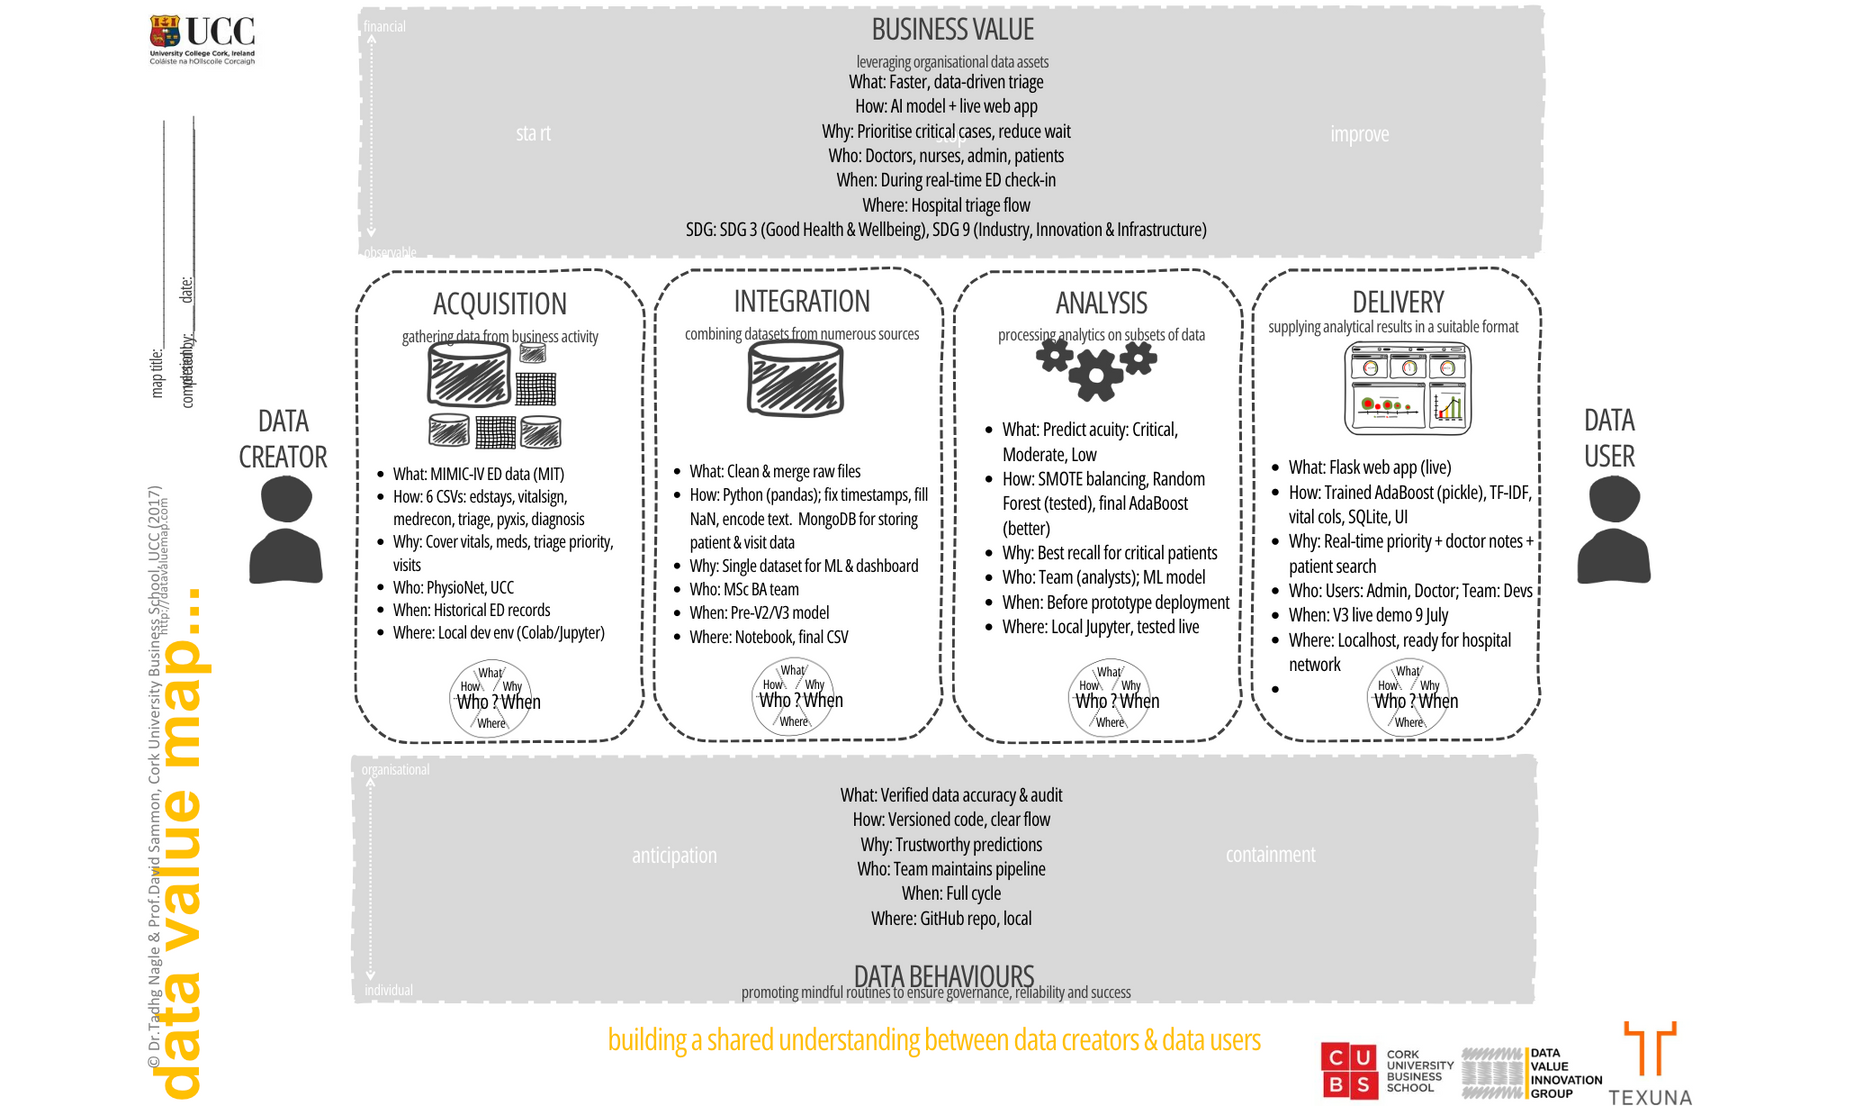 UCC
University College Cork, Ireland
Coláiste na hOllscoile Corcaigh
map title:
completed by:
date:
© Dr.Tadhg Nagle & Prof.David Sammon, Cork University Business School, UCC (2017)
http://datavaluemap.com
data value map...
financial
BUSINESS VALUE
leveraging organisational data assets
What: Faster, data-driven triage
How: AI model + live web app
sta rt
Why: Prioritise critical cases, reduce wait
stop
improve
Who: Doctors, nurses, admin, patients
When: During real-time ED check-in
Where: Hospital triage flow
SDG: SDG 3 (Good Health & Wellbeing), SDG 9 (Industry, Innovation & Infrastructure)
observable
DATA
CREATOR
ACQUISITION
gathering data from business activity
• What: MIMIC-IV ED data (MIT)
• How: 6 CSVs: edstays, vitalsign,
medrecon, triage, pyxis, diagnosis
• Why: Cover vitals, meds, triage priority,
visits
• Who: PhysioNet, UCC
• When: Historical ED records
• Where: Local dev env (Colab/Jupyter)
What
How Why
Who ? When
Where
INTEGRATION
combining datasets from numerous sources
• What: Clean & merge raw files
• How: Python (pandas); fix timestamps, fill
NaN, encode text. MongoDB for storing
patient & visit data
• Why: Single dataset for ML & dashboard
• Who: MSc BA team
• When: Pre-V2/V3 model
• Where: Notebook, final CSV
What
How Why
Who ? When
Where
ANALYSIS
processing analytics on subsets of data
• What: Predict acuity: Critical,
Moderate, Low
• How: SMOTE balancing, Random
Forest (tested), final AdaBoost
(better)
• Why: Best recall for critical patients
• Who: Team (analysts); ML model
• When: Before prototype deployment
• Where: Local Jupyter, tested live
What
How Why
Who ? When
Where
DELIVERY
supplying analytical results in a suitable format
• What: Flask web app (live)
• How: Trained AdaBoost (pickle), TF-IDF,
vital cols, SQLite, UI
• Why: Real-time priority + doctor notes +
patient search
• Who: Users: Admin, Doctor; Team: Devs
• When: V3 live demo 9 July
• Where: Localhost, ready for hospital
network
•
What
How Why
Who ? When
Where
DATA
USER
organisational
What: Verified data accuracy & audit
How: Versioned code, clear flow
Why: Trustworthy predictions
anticipation
containment
Who: Team maintains pipeline
When: Full cycle
Where: GitHub repo, local
DATA BEHAVIOURS
individual
promoting mindful routines to ensure governance, reliability and success
building a shared understanding between data creators & data users
CUBS
CORK
UNIVERSITY
BUSINESS
SCHOOL
DATA
VALUE
INNOVATION
GROUP
TEXUNA